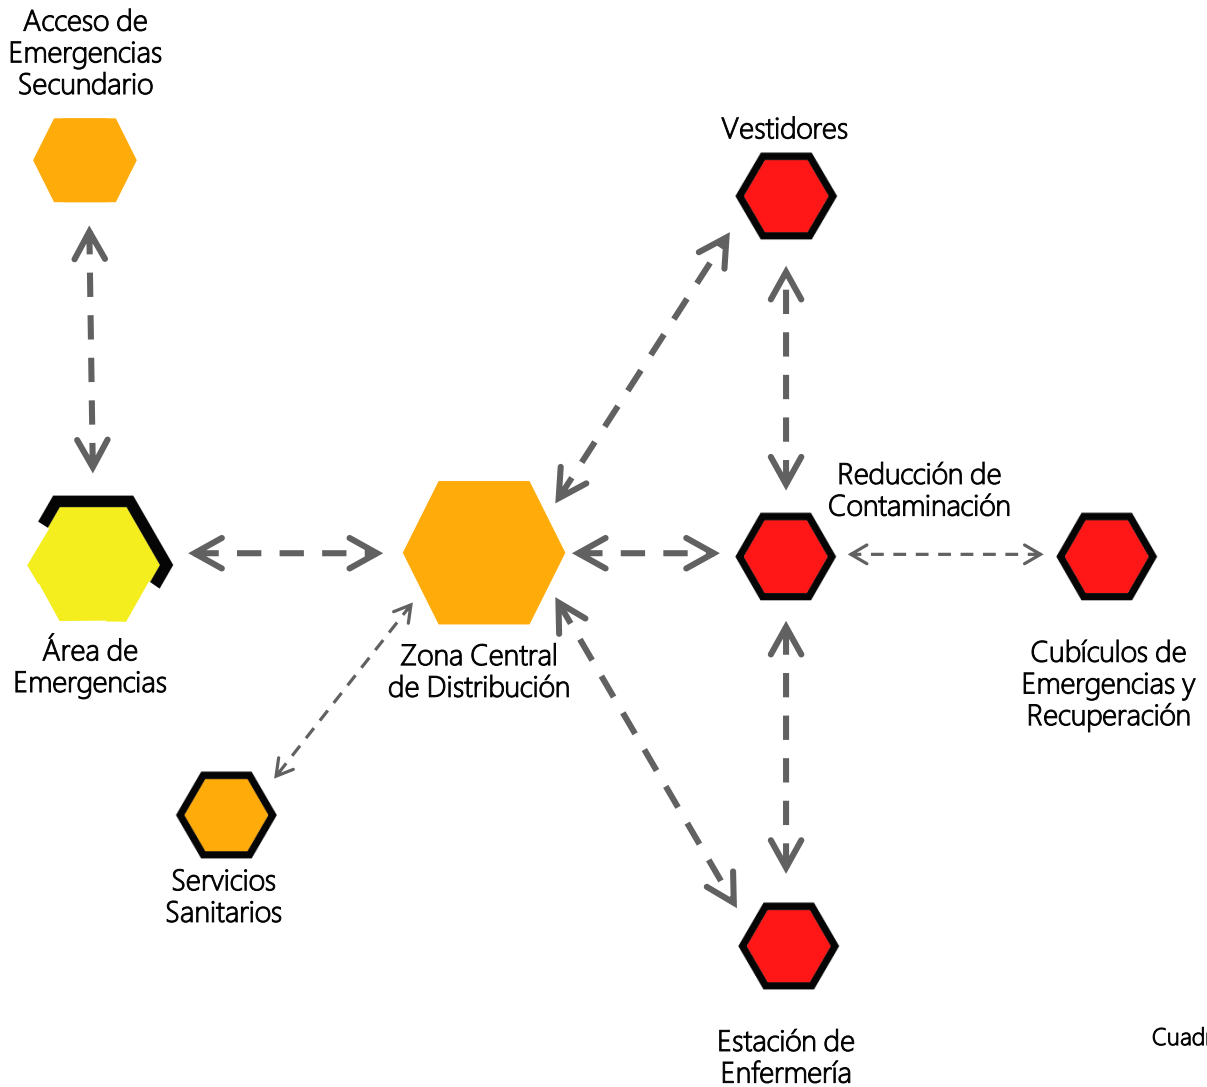 Acceso de
Emergencias
Secundario
Vestidores
Reducción de
Contaminación
Área de
Emergencias
Zona Central
de Distribución
Cubículos de
Emergencias y
Recuperación
Servicios
Sanitarios
Estación de
Enfermería